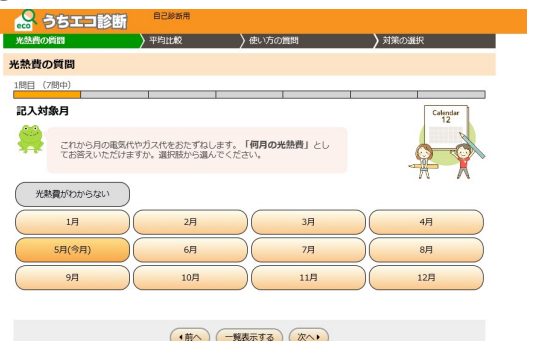 eco うちエコ診断 自己診断用
光熱費の質問 平均比較 使い方の質問 対策の選択
光熱費の質問
1問目 (7問中)
記入対象月
Calendar
12
これから月の電気代やガス代をおたずねします。「何月の光熱費」とし
てお答えいただけますか。選択肢から選んでください。
光熱費がわからない
1月 2月 3月 4月
5月(今月) 6月 7月 8月
9月 10月 11月 12月
前へ 一覧表示する 次へ